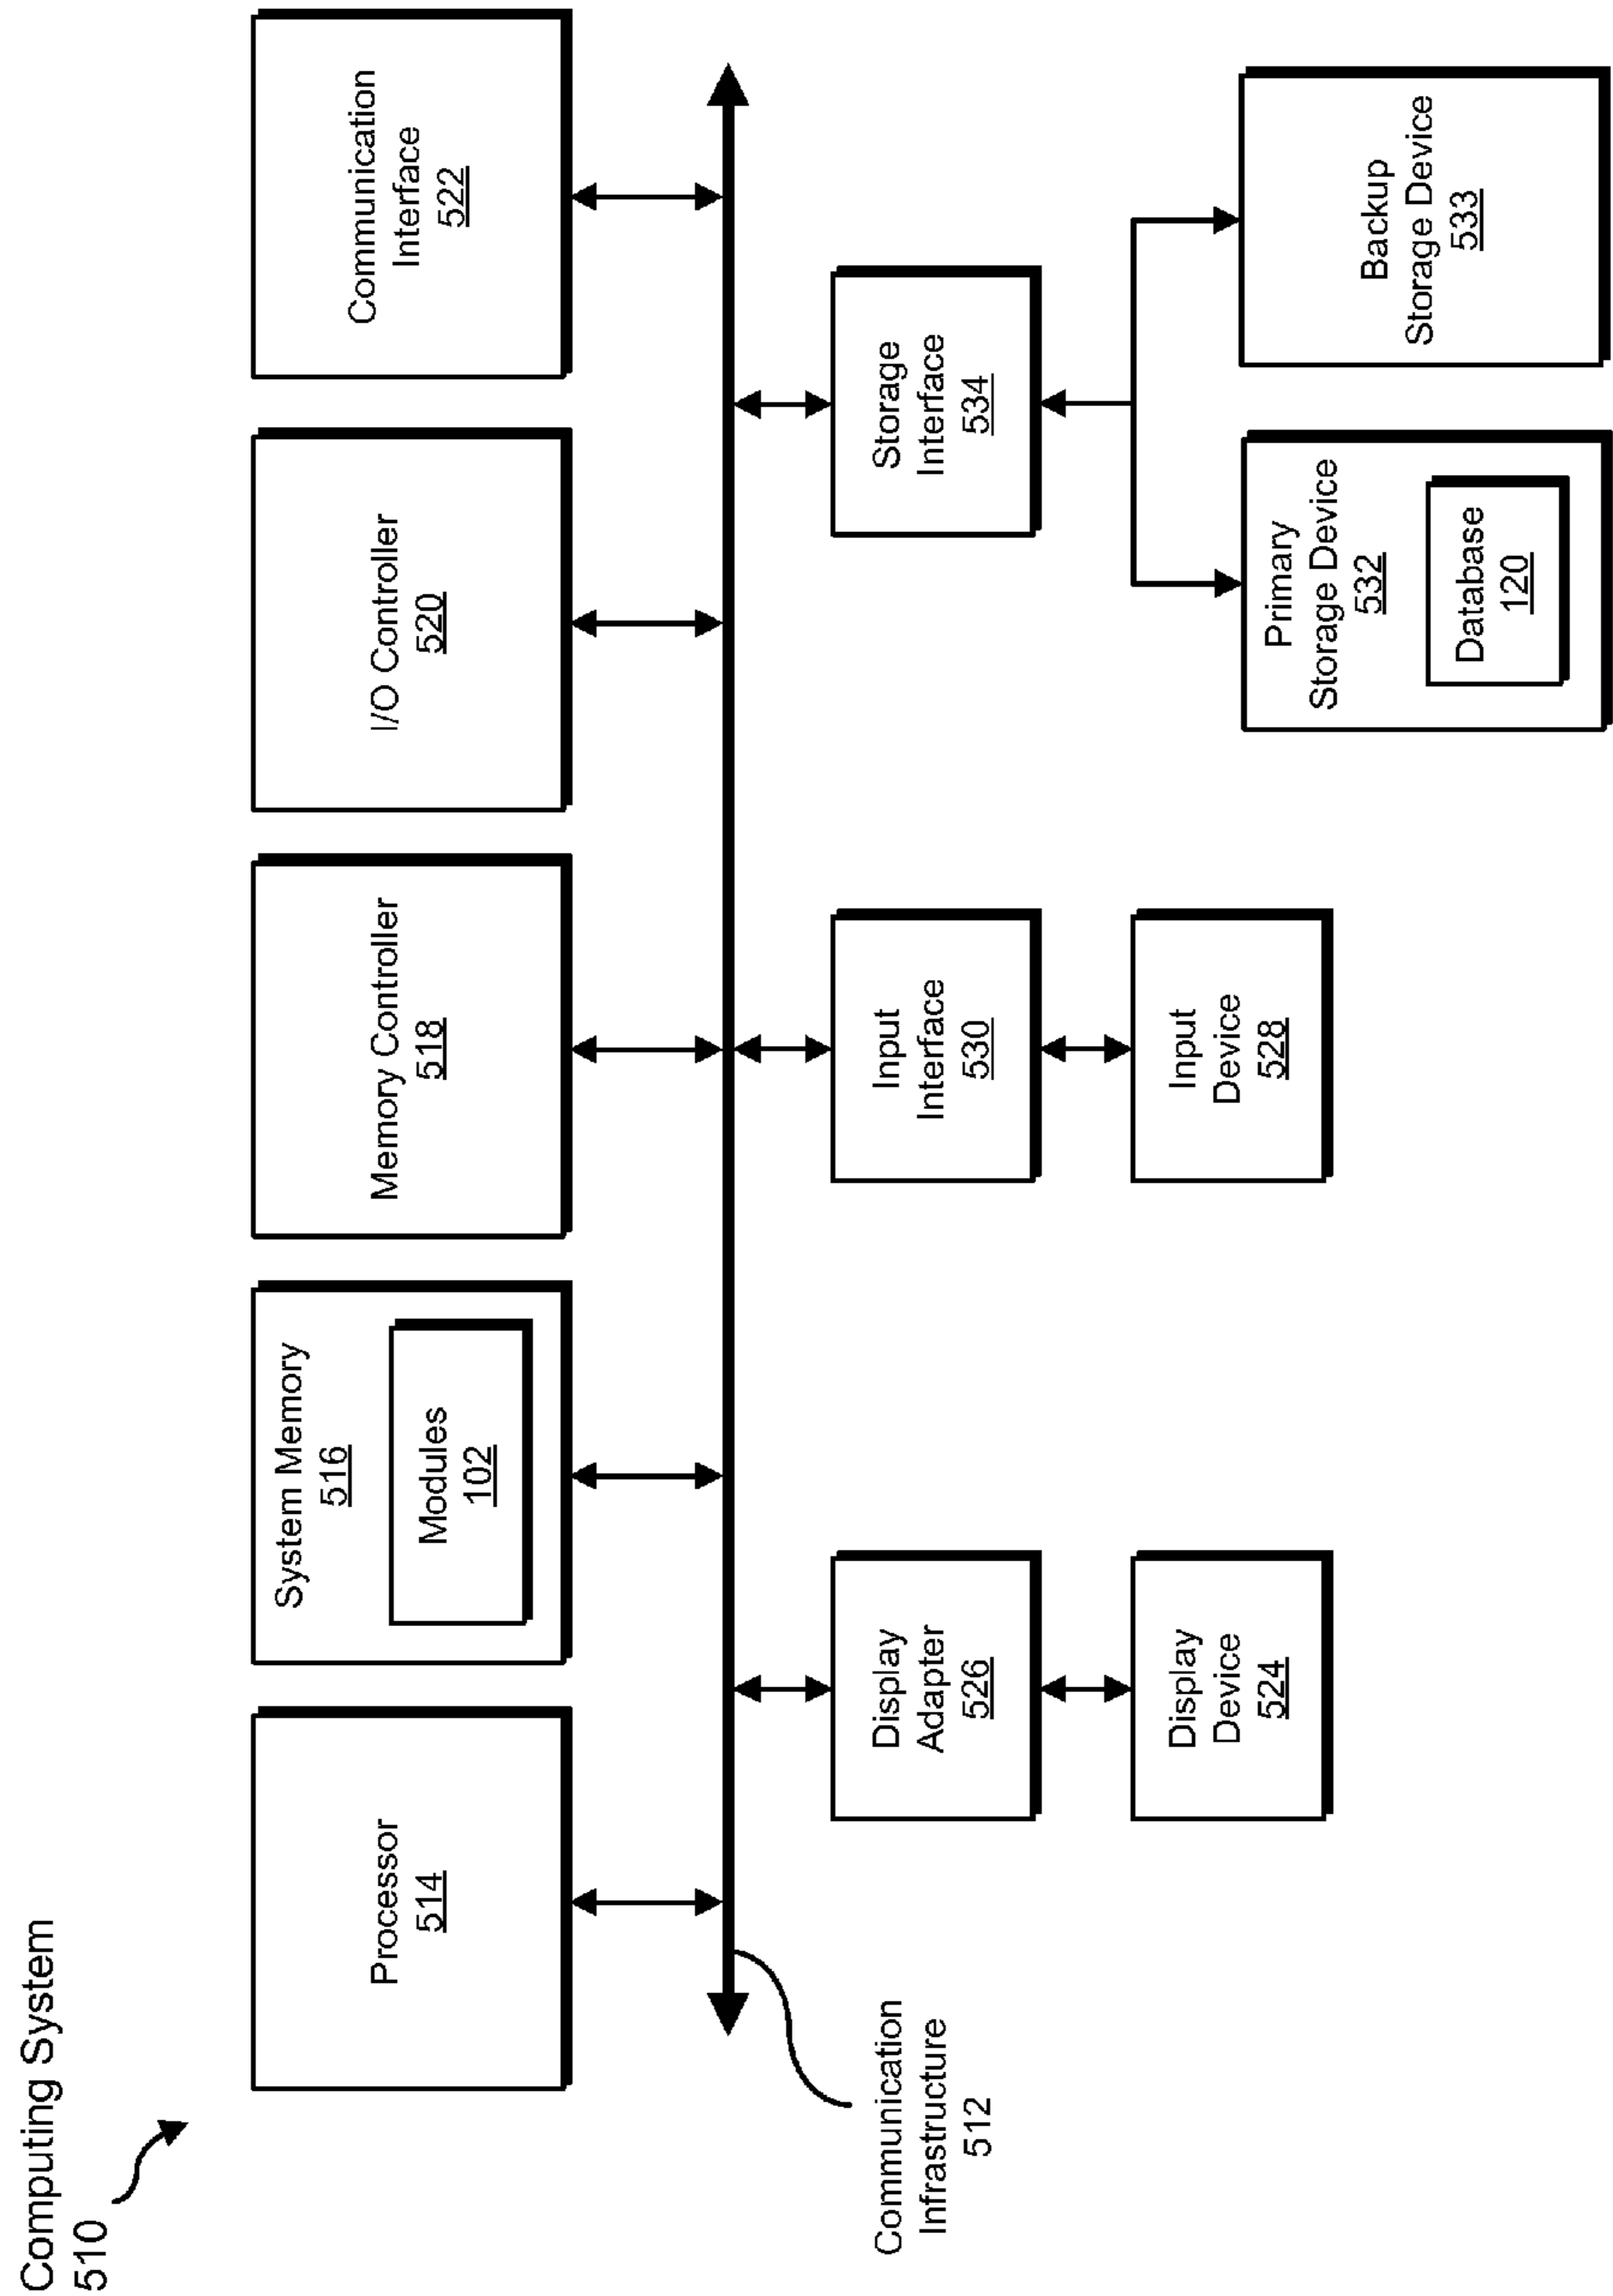 Computing System
510
Processor
514
System Memory
516
Modules
102
Memory Controller
518
I/O Controller
520
Communication
Interface
522
Communication
Infrastructure
512
Display
Adapter
526
Input
Interface
530
Storage
Interface
534
Display
Device
524
Input
Device
528
Primary
Storage Device
532
Database
120
Backup
Storage Device
533